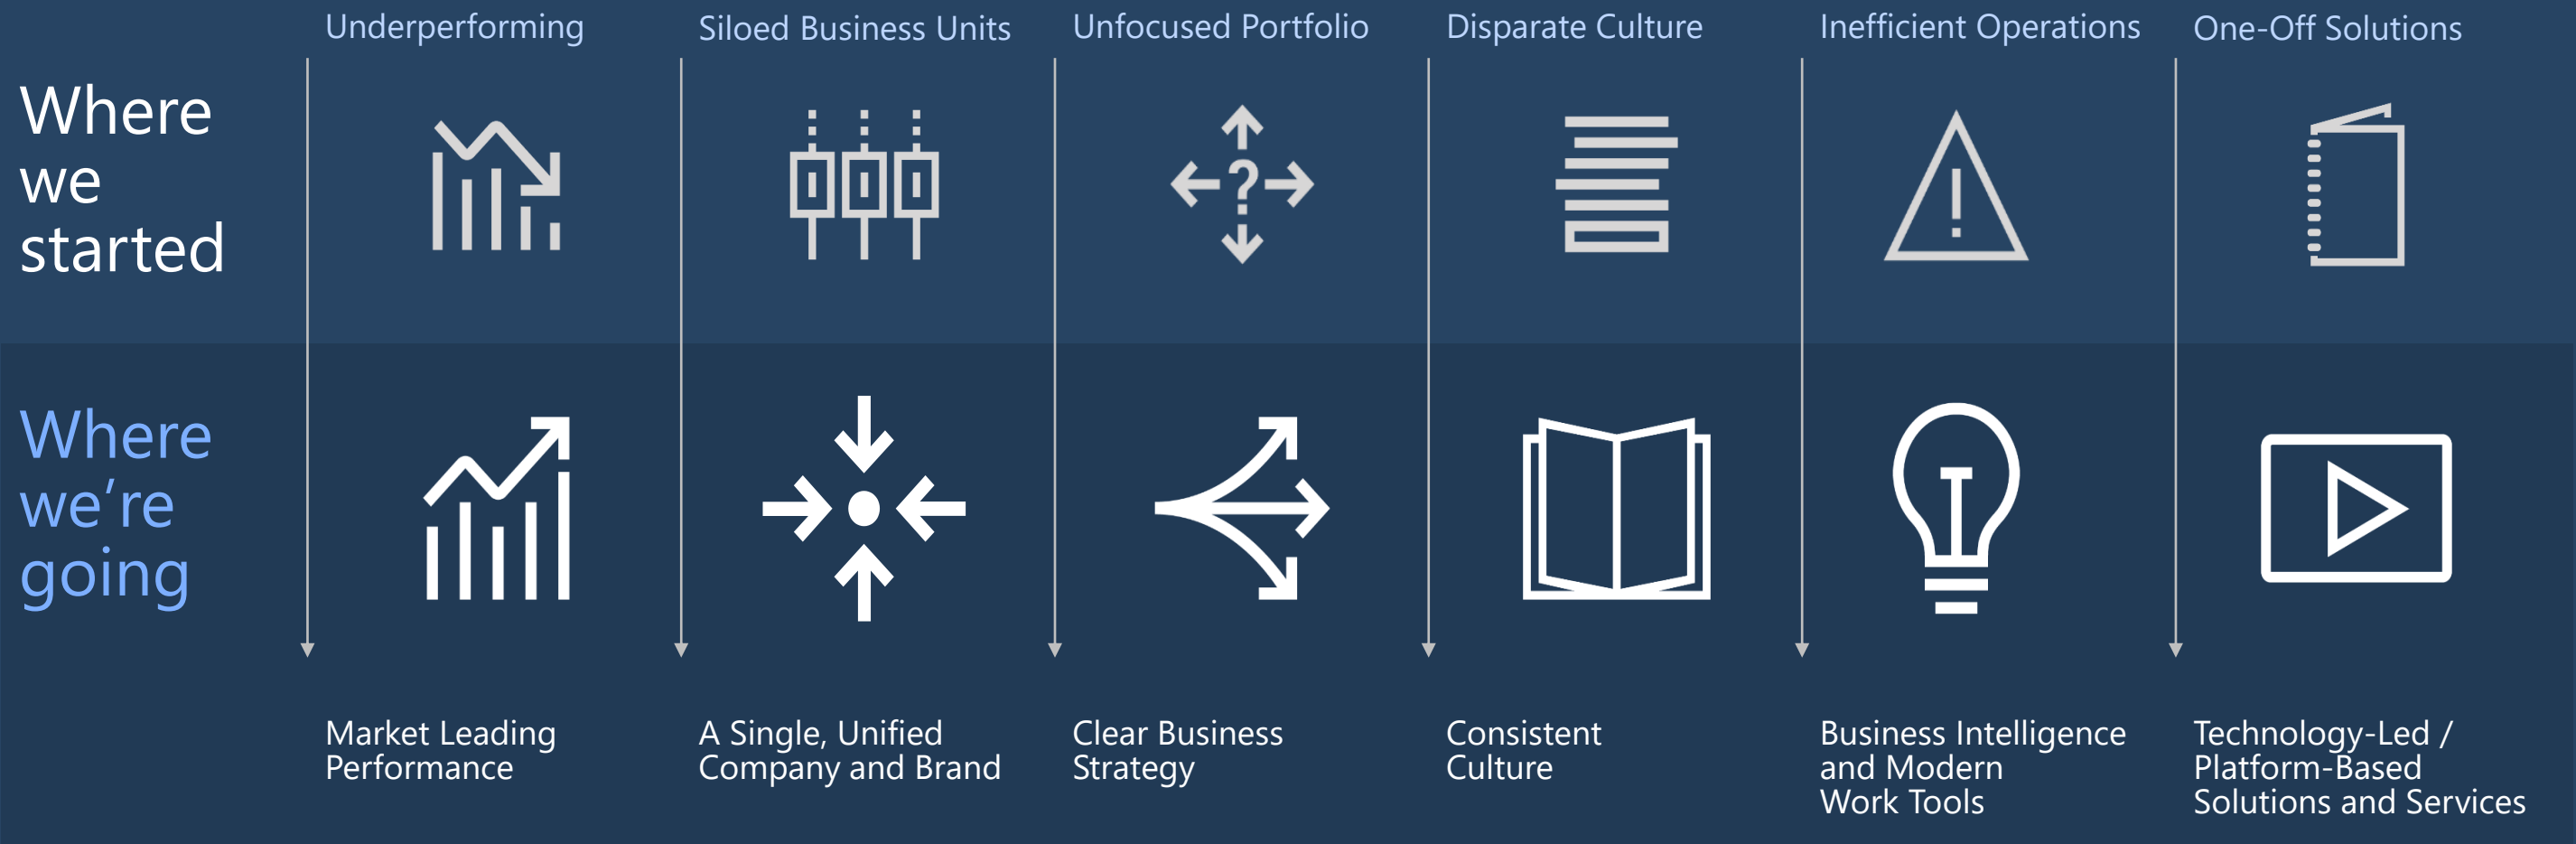 Underperforming
Siloed Business Units
Unfocused Portfolio
Disparate Culture
Inefficient Operations
One-Off Solutions
Where
we
started
?
!
Where
we’re
going
Market Leading
Performance
A Single, Unified
Company and Brand
Clear Business
Strategy
Consistent
Culture
Business Intelligence
and Modern
Work Tools
Technology-Led /
Platform-Based
Solutions and Services